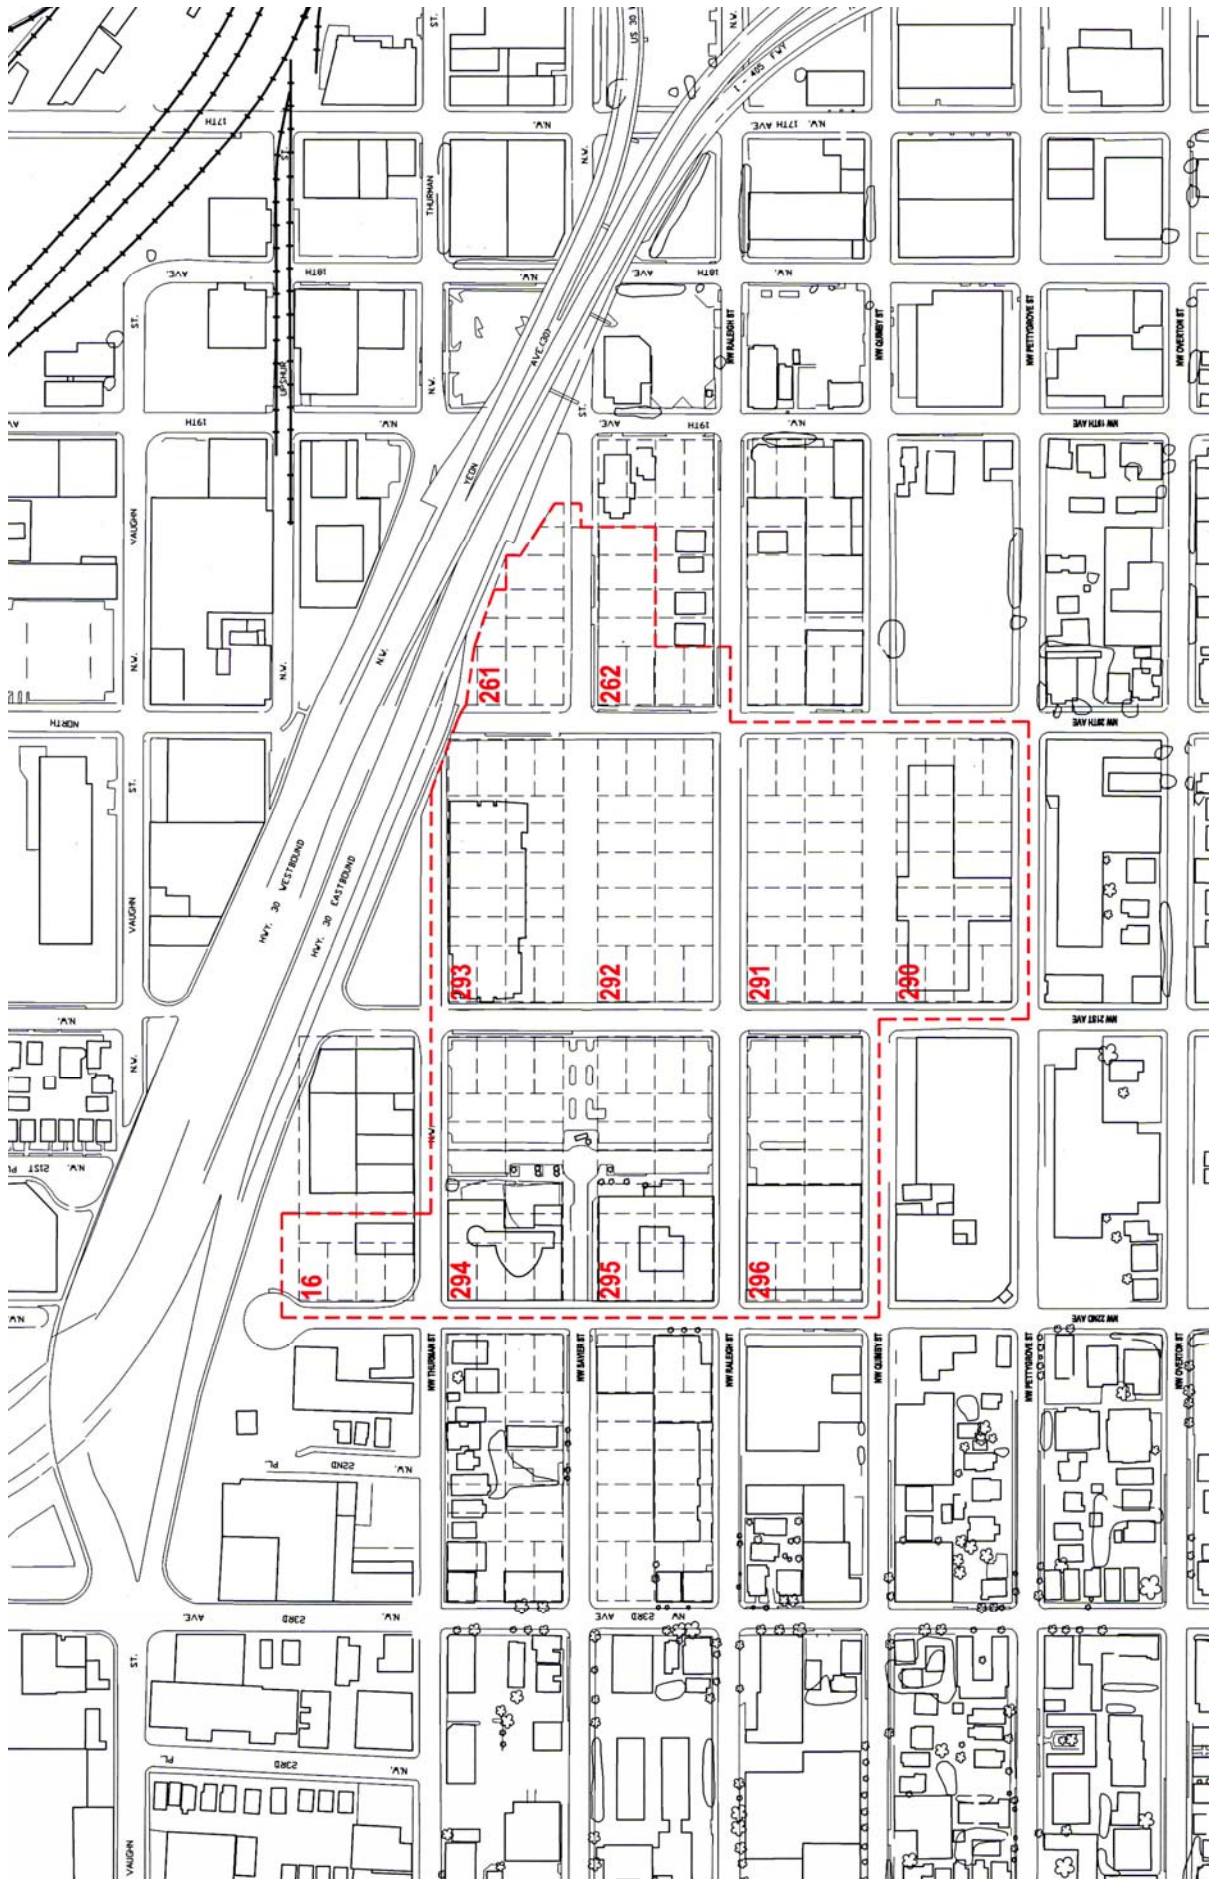 ST.
N.W.
US 30
I - 405 FWY
17TH
N.W.
N.W. 17TH AVE
ST.
THURMAN
N.W.
AVE.
18TH
N.W.
AVE.
18TH
N.W.
ST.
UPSHUR
N.W.
AVE (30)
NW RALEIGH ST
NW QUIMBY ST
NW PETTYGROVE ST
NW OVERTON ST
ST.
19TH
N.W.
AVE
19TH
N.W.
NW 19TH AVE
YEON
VAUGHN
N.W.
N.W.
N.W.
261
262
NORTH
NW 20TH AVE
ST.
HWY. 30 WESTBOUND
HWY. 30 EASTBOUND
VAUGHN
293
292
291
290
N.W.
NW 21ST AVE
N.W.
N.W.
N.W. 21ST PL
16
294
295
296
N.W.
NW 22ND AVE
NW THURMAN ST
NW SAVIER ST
NW RALEIGH ST
NW QUIMBY ST
NW PETTYGROVE ST
NW OVERTON ST
N.W. 22ND PL
N.W. 23RD AVE
NW 23RD AVE
ST.
N.W. 23RD PL
VAUGHN